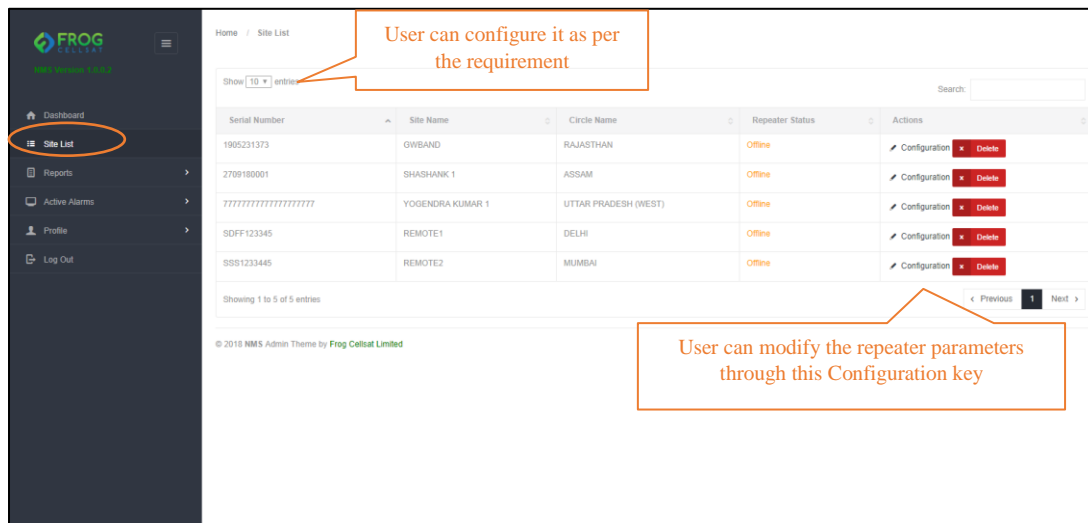 FROG
CELLSAT
NMS Version 1.0.0.2
Dashboard
Site List
Reports
Active Alarms
Profile
Log Out
Home / Site List
User can configure it as per
the requirement
Show 10 entries
Search:
Serial Number Site Name Circle Name Repeater Status Actions
1905231373 GWBAND RAJASTHAN Offline Configuration × Delete
2709180001 SHASHANK 1 ASSAM Offline Configuration × Delete
77777777777777777777 YOGENDRA KUMAR 1 UTTAR PRADESH (WEST) Offline Configuration × Delete
SDFF123345 REMOTE1 DELHI Offline Configuration × Delete
SSS1233445 REMOTE2 MUMBAI Offline Configuration × Delete
Showing 1 to 5 of 5 entries
‹ Previous 1 Next ›
© 2018 NMS Admin Theme by Frog Cellsat Limited
User can modify the repeater parameters
through this Configuration key